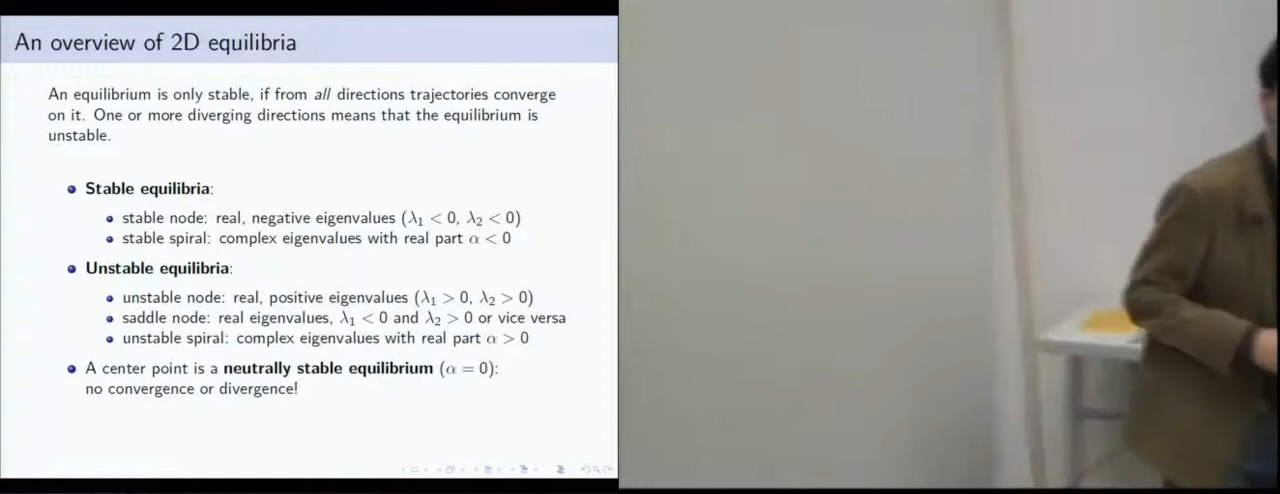 An overview of 2D equilibria
An equilibrium is only stable, if from all directions trajectories converge
on it. One or more diverging directions means that the equilibrium is
unstable.
Stable equilibria:
stable node: real, negative eigenvalues (λ₁ < 0, λ₂ < 0)
stable spiral: complex eigenvalues with real part α < 0
Unstable equilibria:
unstable node: real, positive eigenvalues (λ₁ > 0, λ₂ > 0)
saddle node: real eigenvalues, λ₁ < 0 and λ₂ > 0 or vice versa
unstable spiral: complex eigenvalues with real part α > 0
A center point is a neutrally stable equilibrium (α = 0):
no convergence or divergence!